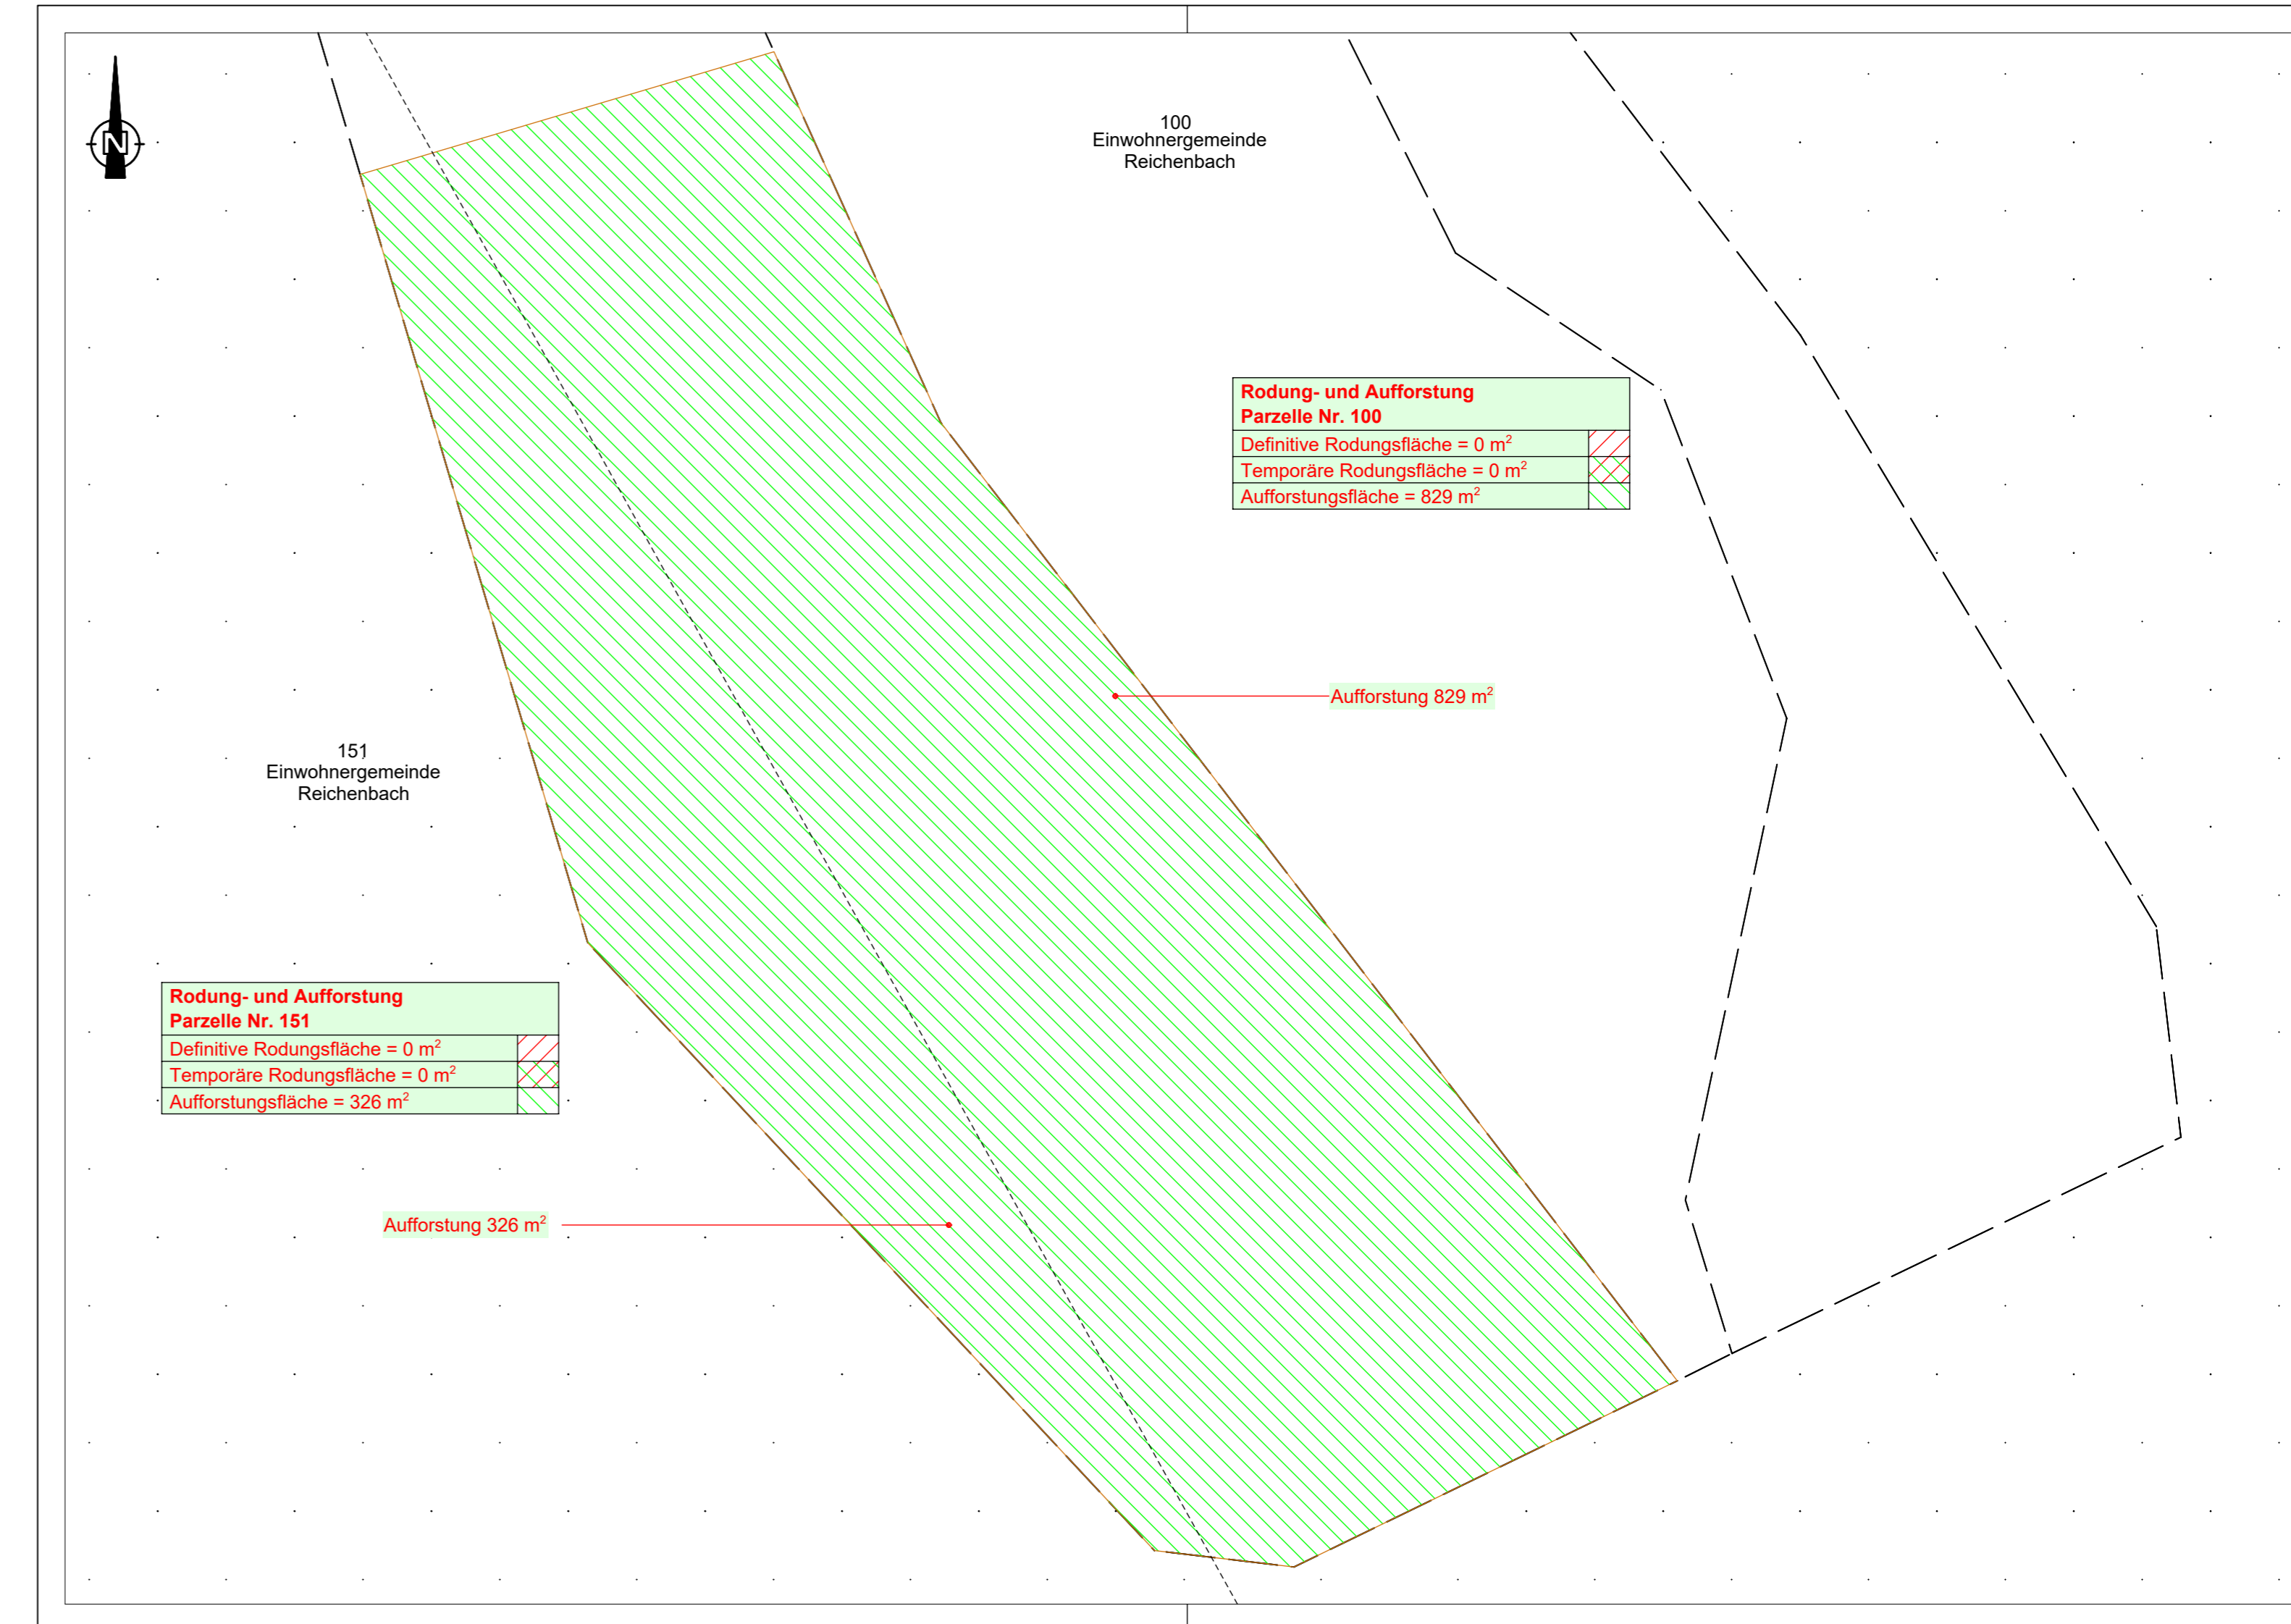 N
100
Einwohnergemeinde
Reichenbach
Rodung- und Aufforstung
Parzelle Nr. 100
Definitive Rodungsfläche = 0 m²
Temporäre Rodungsfläche = 0 m²
Aufforstungsfläche = 829 m²
Aufforstung 829 m²
151
Einwohnergemeinde
Reichenbach
Rodung- und Aufforstung
Parzelle Nr. 151
Definitive Rodungsfläche = 0 m²
Temporäre Rodungsfläche = 0 m²
Aufforstungsfläche = 326 m²
Aufforstung 326 m²